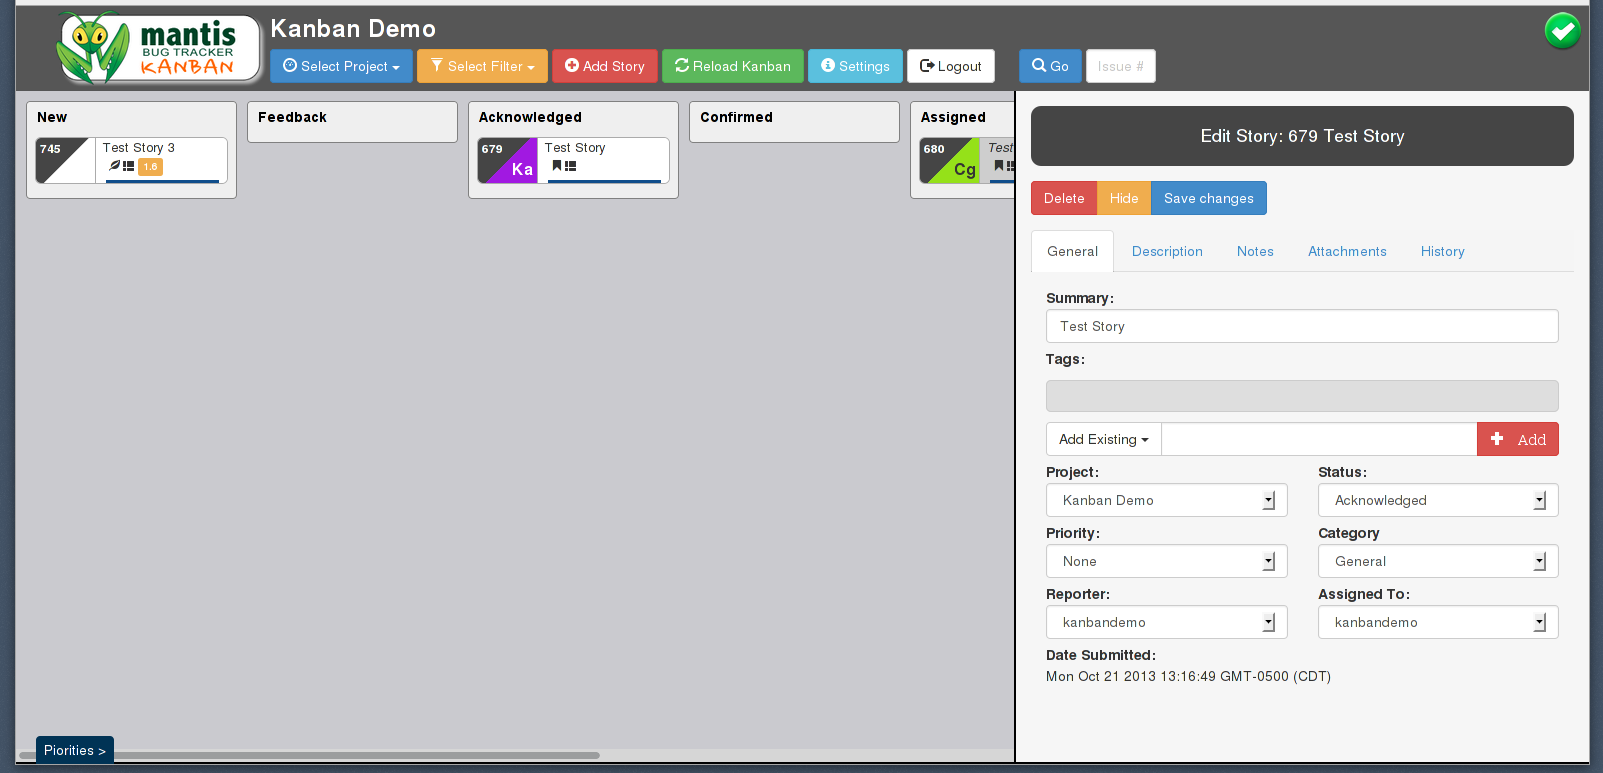 mantis
BUG TRACKER
KANBAN
Kanban Demo
Select Project
Select Filter
Add Story
Reload Kanban
Settings
Logout
Go
Issue #
New
745
Test Story 3
1.6
Feedback
Acknowledged
679
Ka
Test Story
Confirmed
Assigned
680
Cg
Test
Edit Story: 679 Test Story
Delete
Hide
Save changes
General
Description
Notes
Attachments
History
Summary:
Test Story
Tags:
Add Existing
Add
Project:
Status:
Kanban Demo
Acknowledged
Priority:
Category
None
General
Reporter:
Assigned To:
kanbandemo
kanbandemo
Date Submitted:
Mon Oct 21 2013 13:16:49 GMT-0500 (CDT)
Piorities >